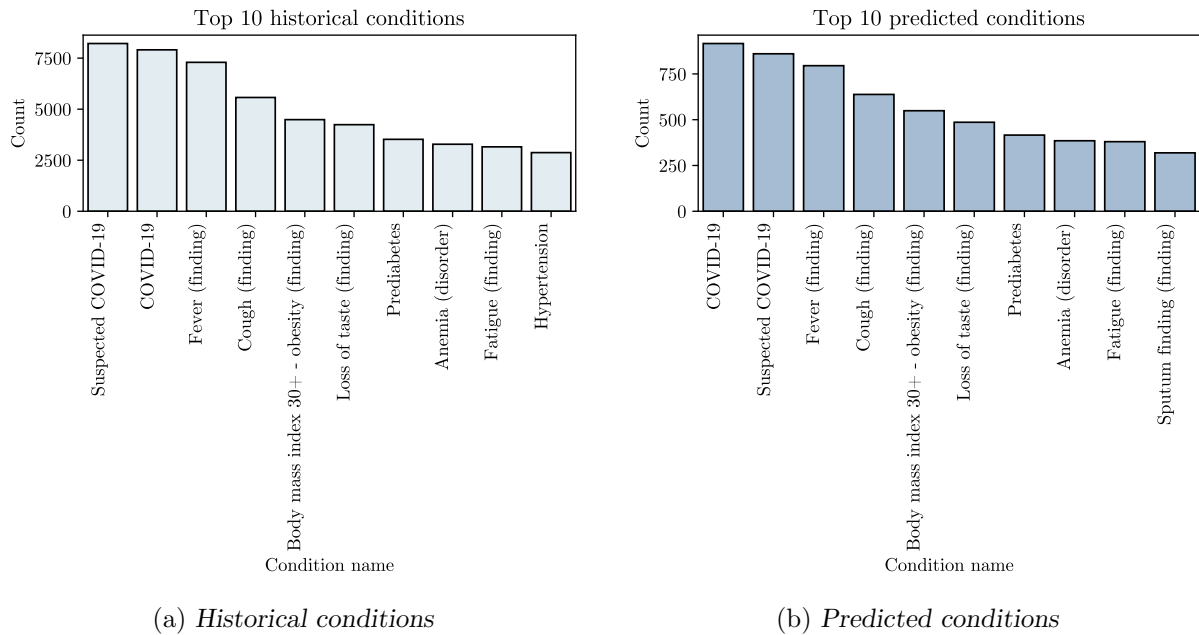 Top 10 historical conditions
Count
7500
5000
2500
0
Suspected COVID-19
COVID-19
Fever (finding)
Cough (finding)
Body mass index 30+ - obesity (finding)
Loss of taste (finding)
Prediabetes
Anemia (disorder)
Fatigue (finding)
Hypertension
Condition name
(a) Historical conditions
Top 10 predicted conditions
Count
750
500
250
0
COVID-19
Suspected COVID-19
Fever (finding)
Cough (finding)
Body mass index 30+ - obesity (finding)
Loss of taste (finding)
Prediabetes
Anemia (disorder)
Fatigue (finding)
Sputum finding (finding)
Condition name
(b) Predicted conditions